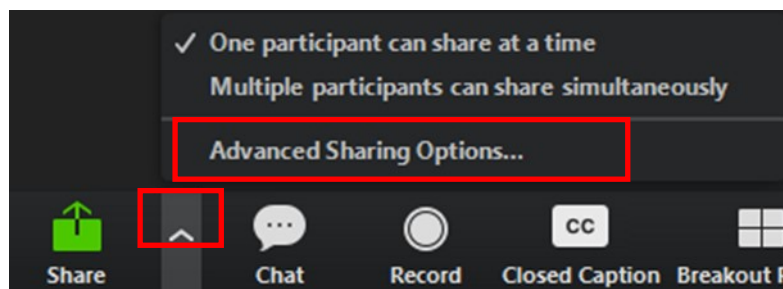 ✓ One participant can share at a time
Multiple participants can share simultaneously
Advanced Sharing Options...
CC
Share Chat Record Closed Caption Breakout